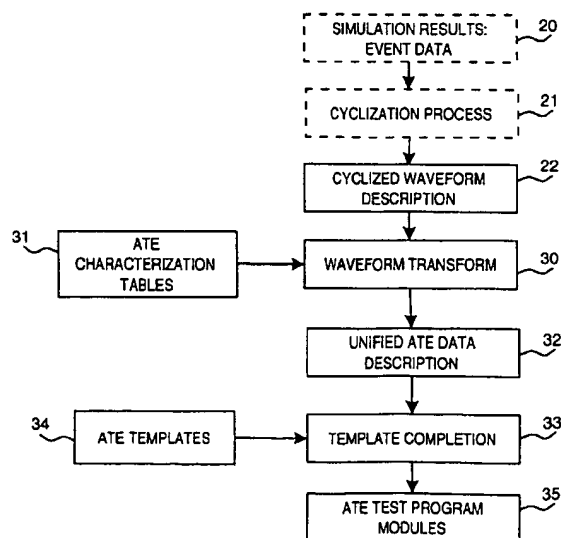 SIMULATION RESULTS:
EVENT DATA
20
CYCLIZATION PROCESS
21
CYCLIZED WAVEFORM
DESCRIPTION
22
31
ATE
CHARACTERIZATION
TABLES
WAVEFORM TRANSFORM
30
UNIFIED ATE DATA
DESCRIPTION
32
34
ATE TEMPLATES
TEMPLATE COMPLETION
33
ATE TEST PROGRAM
MODULES
35